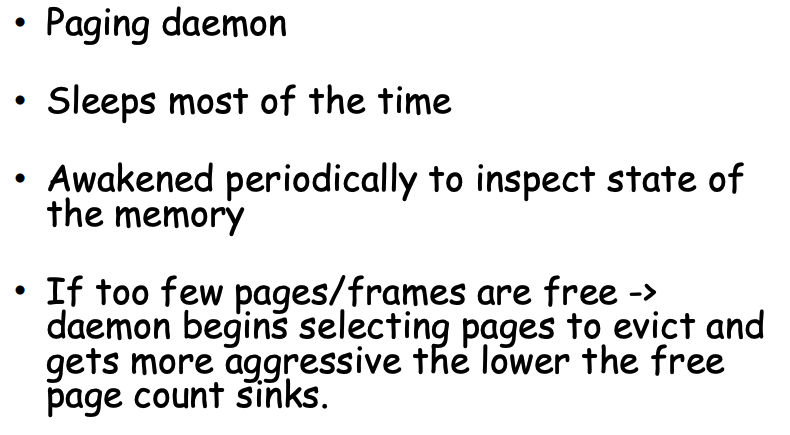 • Paging daemon
• Sleeps most of the time
• Awakened periodically to inspect state of
the memory
• If too few pages/frames are free ->
daemon begins selecting pages to evict and
gets more aggressive the lower the free
page count sinks.